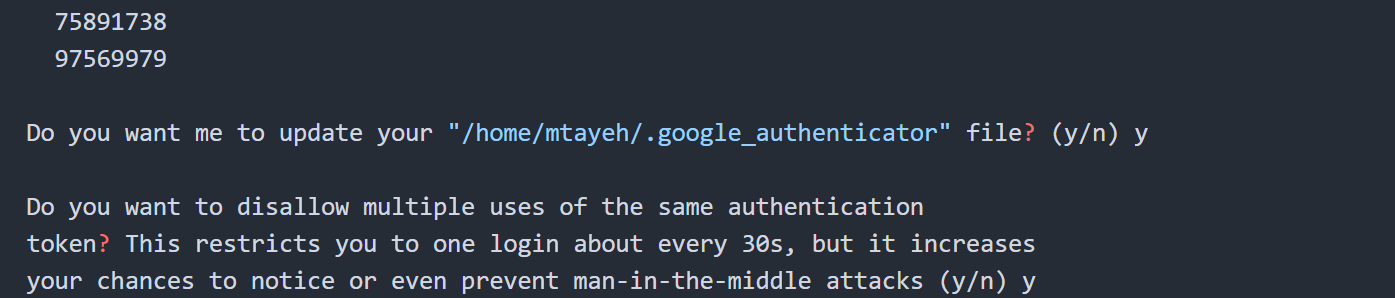 75891738
97569979
Do you want me to update your "/home/mtayeh/.google_authenticator" file? (y/n) y
Do you want to disallow multiple uses of the same authentication
token? This restricts you to one login about every 30s, but it increases
your chances to notice or even prevent man-in-the-middle attacks (y/n) y